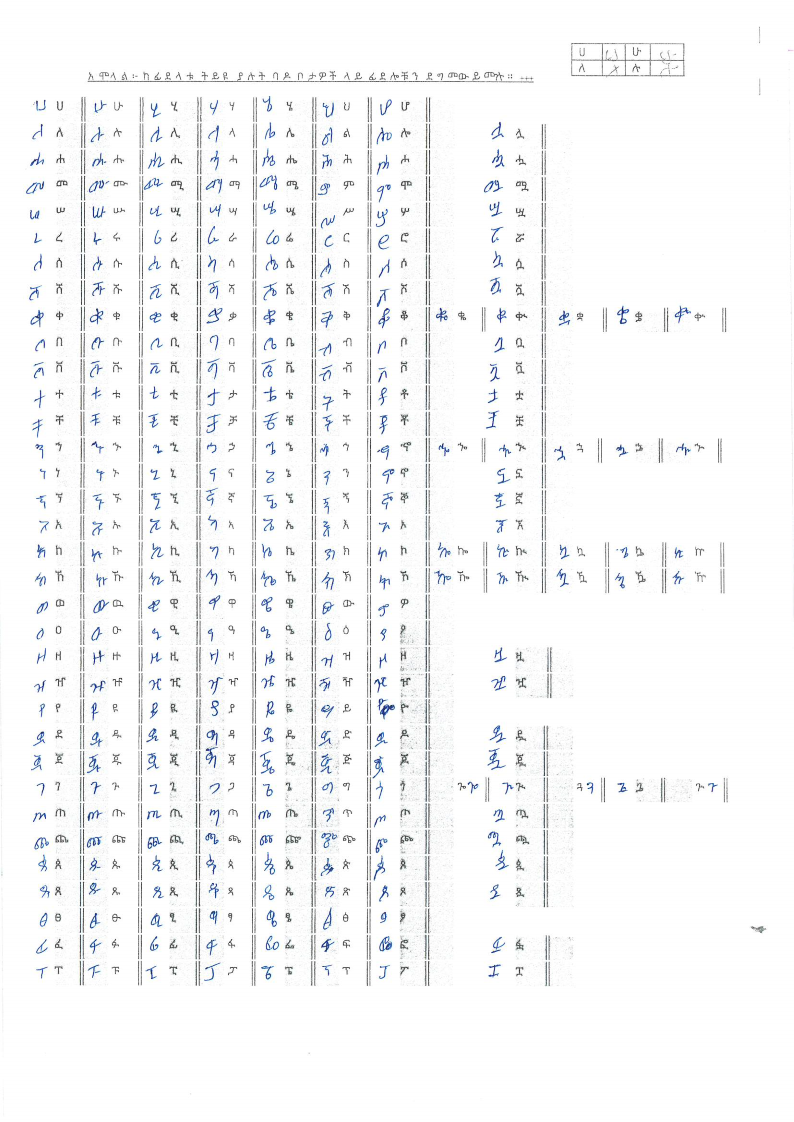 ሀ ሀ ሁ ሁ
ለ ለ ሉ ሉ
አሞላል፡- ከፊደላቱ ትይዩ ያሉት ባዶ ቦታዎች ላይ ፊደሎቹን ደግመው ይሙሉ።
ሀ ሀ ሁ ሁ ሂ ሂ ሃ ሃ ሄ ሄ ህ ህ ሆ ሆ
ለ ለ ሉ ሉ ሊ ሊ ላ ላ ሌ ሌ ል ል ሎ ሎ ሏ ሏ
ሐ ሐ ሑ ሑ ሒ ሒ ሓ ሓ ሔ ሔ ሕ ሕ ሖ ሖ ሗ ሗ
መ መ ሙ ሙ ሚ ሚ ማ ማ ሜ ሜ ም ም ሞ ሞ ሟ ሟ
ሠ ሠ ሡ ሡ ሢ ሢ ሣ ሣ ሤ ሤ ሥ ሥ ሦ ሦ ሧ ሧ
ረ ረ ሩ ሩ ሪ ሪ ራ ራ ሬ ሬ ር ር ሮ ሮ ሯ ሯ
ሰ ሰ ሱ ሱ ሲ ሲ ሳ ሳ ሴ ሴ ስ ስ ሶ ሶ ሷ ሷ
ሸ ሸ ሹ ሹ ሺ ሺ ሻ ሻ ሼ ሼ ሽ ሽ ሾ ሾ ሿ ሿ
ቀ ቀ ቁ ቁ ቂ ቂ ቃ ቃ ቄ ቄ ቅ ቅ ቆ ቆ ቈ ቈ ቊ ቊ ቋ ቋ ቌ ቌ ቍ ቍ
በ በ ቡ ቡ ቢ ቢ ባ ባ ቤ ቤ ብ ብ ቦ ቦ ቧ ቧ
ሸ ቨ ቩ ቩ ቪ ቪ ቫ ቫ ቬ ቬ ቭ ቭ ቮ ቮ ቯ ቯ
ተ ተ ቱ ቱ ቲ ቲ ታ ታ ቴ ቴ ት ት ቶ ቶ ቷ ቷ
ቸ ቸ ቹ ቹ ቺ ቺ ቻ ቻ ቼ ቼ ች ች ቾ ቾ ቿ ቿ
ኀ ኀ ኁ ኁ ኂ ኂ ኃ ኃ ኄ ኄ ኅ ኅ ኆ ኆ ኈ ኈ ኊ ኊ ኋ ኋ ኌ ኌ ኍ ኍ
ነ ነ ኑ ኑ ኒ ኒ ና ና ኔ ኔ ን ን ኖ ኖ ኗ ኗ
ኘ ኘ ኙ ኙ ኚ ኚ ኛ ኛ ኜ ኜ ኝ ኝ ኞ ኞ ኟ ኟ
አ አ ኡ ኡ ኢ ኢ ኣ ኣ ኤ ኤ እ እ ኦ ኦ ኧ ኧ
ከ ከ ኩ ኩ ኪ ኪ ካ ካ ኬ ኬ ክ ክ ኮ ኮ ኰ ኰ ኲ ኲ ኳ ኳ ኴ ኴ ኵ ኵ
ኸ ኸ ኹ ኹ ኺ ኺ ኻ ኻ ኼ ኼ ኽ ኽ ኾ ኾ ዀ ዀ ዂ ዂ ዃ ዃ ዄ ዄ ዅ ዅ
ወ ወ ዉ ዉ ዊ ዊ ዋ ዋ ዌ ዌ ው ው ዎ ዎ
ዐ ዐ ዑ ዑ ዒ ዒ ዓ ዓ ዔ ዔ ዕ ዕ ዖ ዖ
ዘ ዘ ዙ ዙ ዚ ዚ ዛ ዛ ዜ ዜ ዝ ዝ ዞ ዞ ዟ ዟ
ዠ ዠ ዡ ዡ ዢ ዢ ዣ ዣ ዤ ዤ ዥ ዥ ዦ ዦ ዧ ዧ
የ የ ዩ ዩ ዪ ዪ ያ ያ ዬ ዬ ይ ይ ዮ ዮ
ደ ደ ዱ ዱ ዲ ዲ ዳ ዳ ዴ ዴ ድ ድ ዶ ዶ ዷ ዷ
ጀ ጀ ጁ ጁ ጂ ጂ ጃ ጃ ጄ ጄ ጅ ጅ ጆ ጆ ጇ ጇ
ገ ገ ጉ ጉ ጊ ጊ ጋ ጋ ጌ ጌ ግ ግ ጎ ጎ ጐ ጐ ጒ ጒ ጓ ጓ ጔ ጔ ጕ ጕ
ጠ ጠ ጡ ጡ ጢ ጢ ጣ ጣ ጤ ጤ ጥ ጥ ጦ ጦ ጧ ጧ
ጨ ጨ ጩ ጩ ጪ ጪ ጫ ጫ ጬ ጬ ጭ ጭ ጮ ጮ ጯ ጯ
ጰ ጰ ጱ ጱ ጲ ጲ ጳ ጳ ጴ ጴ ጵ ጵ ጶ ጶ ጷ ጷ
ጸ ጸ ጹ ጹ ጺ ጺ ጻ ጻ ጼ ጼ ጽ ጽ ጾ ጾ ጿ ጿ
ፀ ፀ ፁ ፁ ፂ ፂ ፃ ፃ ፄ ፄ ፅ ፅ ፆ ፆ
ፈ ፈ ፉ ፉ ፊ ፊ ፋ ፋ ፌ ፌ ፍ ፍ ፎ ፎ ፏ ፏ
ፐ ፐ ፑ ፑ ፒ ፒ ፓ ፓ ፔ ፔ ፕ ፕ ፖ ፖ ፗ ፗ